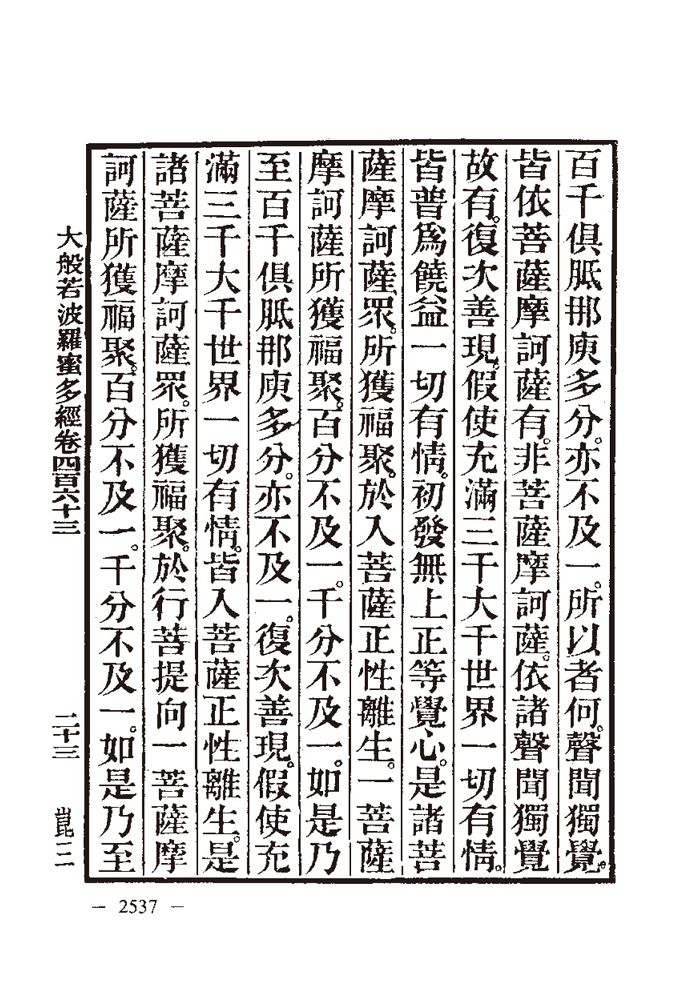 百千俱胝那庾多分。亦不及一。所以者何。聲聞獨覺。
皆依菩薩摩訶薩有。非菩薩摩訶薩。依諸聲聞獨覺
故有。復次善現。假使充滿三千大千世界一切有情。
皆普為饒益一切有情。初發無上正等覺心。是諸菩
薩摩訶薩眾。所獲福聚。於入菩薩正性離生。一菩薩
摩訶薩所獲福聚。百分不及一。千分不及一。如是乃
至百千俱胝那庾多分。亦不及一。復次善現。假使充
滿三千大千世界一切有情。皆入菩薩正性離生。是
諸菩薩摩訶薩眾。所獲福聚。於行菩提向一菩薩摩
訶薩所獲福聚。百分不及一。千分不及一。如是乃至
大般若波羅蜜多經卷四百六十三
二十三
崑三
— 2537 —